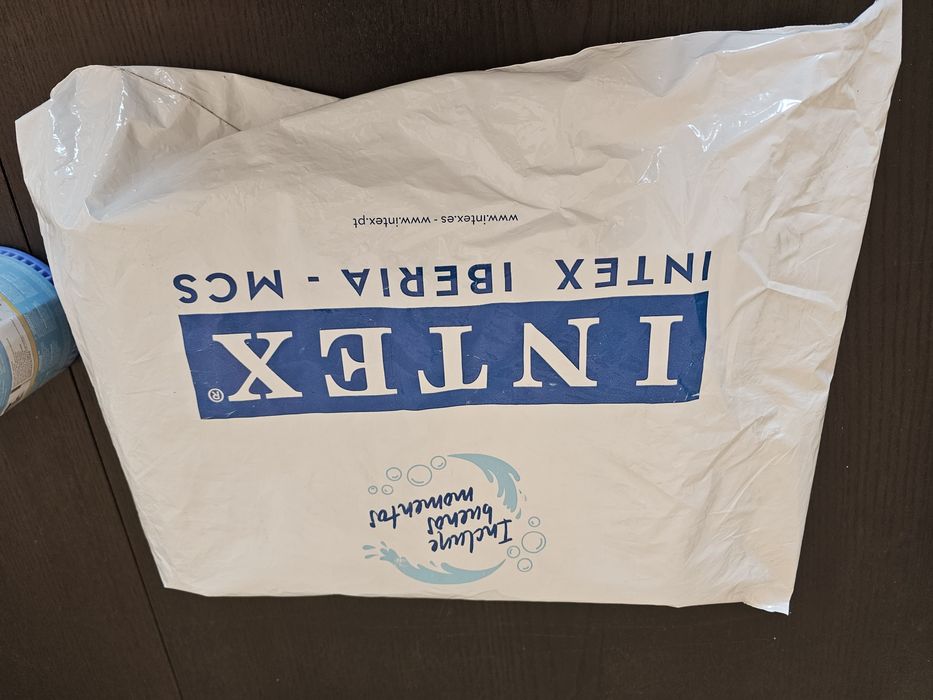 Incluye
buenos
momentos
INTEX®
INTEX IBERIA - MCS
www.intex.es - www.intex.pt